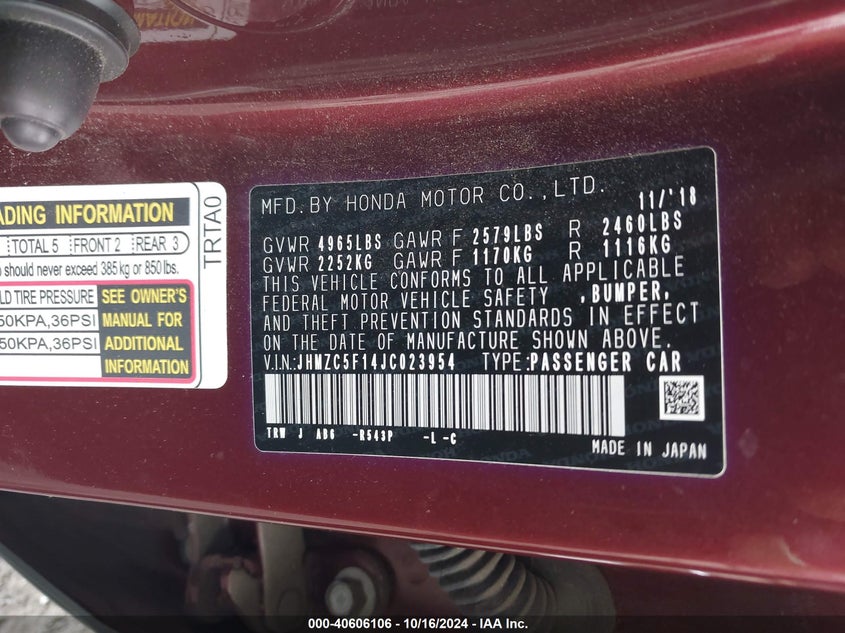 ADING INFORMATION
TOTAL 5 FRONT 2 REAR 3
should never exceed 385 kg or 850 lbs.
LD TIRE PRESSURE SEE OWNER'S
50KPA,36PSI MANUAL FOR
50KPA,36PSI ADDITIONAL
INFORMATION
TRTA0
MFD.BY HONDA MOTOR CO.,LTD. 11/'18
GVWR 4965LBS GAWR F 2579LBS R 2460LBS
GVWR 2252KG GAWR F 1170KG R 1116KG
THIS VEHICLE CONFORMS TO ALL APPLICABLE
FEDERAL MOTOR VEHICLE SAFETY ,BUMPER,
AND THEFT PREVENTION STANDARDS IN EFFECT
ON THE DATE OF MANUFACTURE SHOWN ABOVE.
V.I.N:JHMZC5F14JC023954 TYPE:PASSENGER CAR
TRW J AB6 -R543P -L -C
MADE IN JAPAN
000-40606106 - 10/16/2024 - IAA Inc.